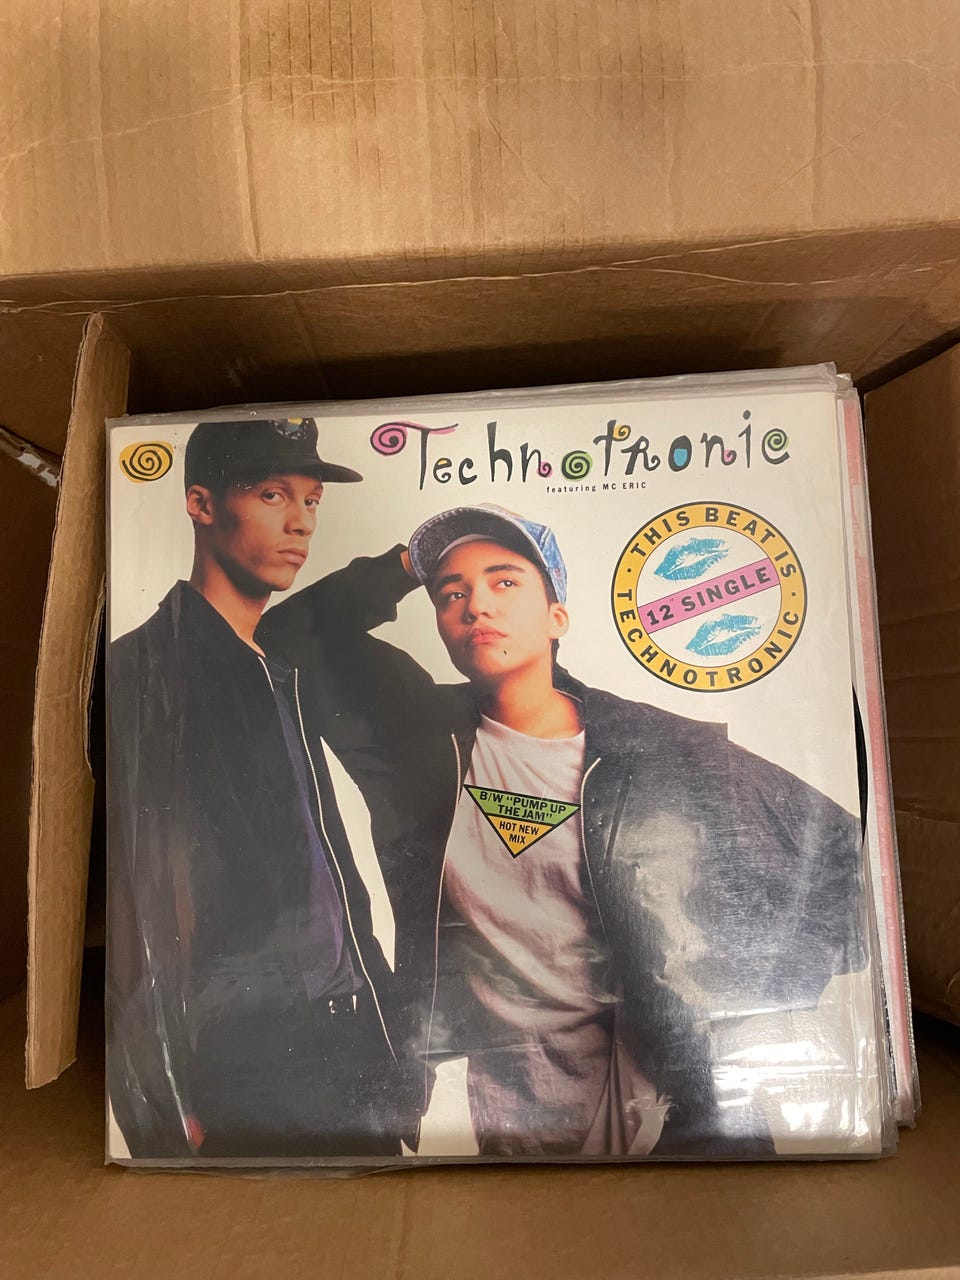 Technotronic
featuring MC ERIC
THIS BEAT IS
12" SINGLE
TECHNOTRONIC
B/W "PUMP UP
THE JAM"
HOT NEW
MIX